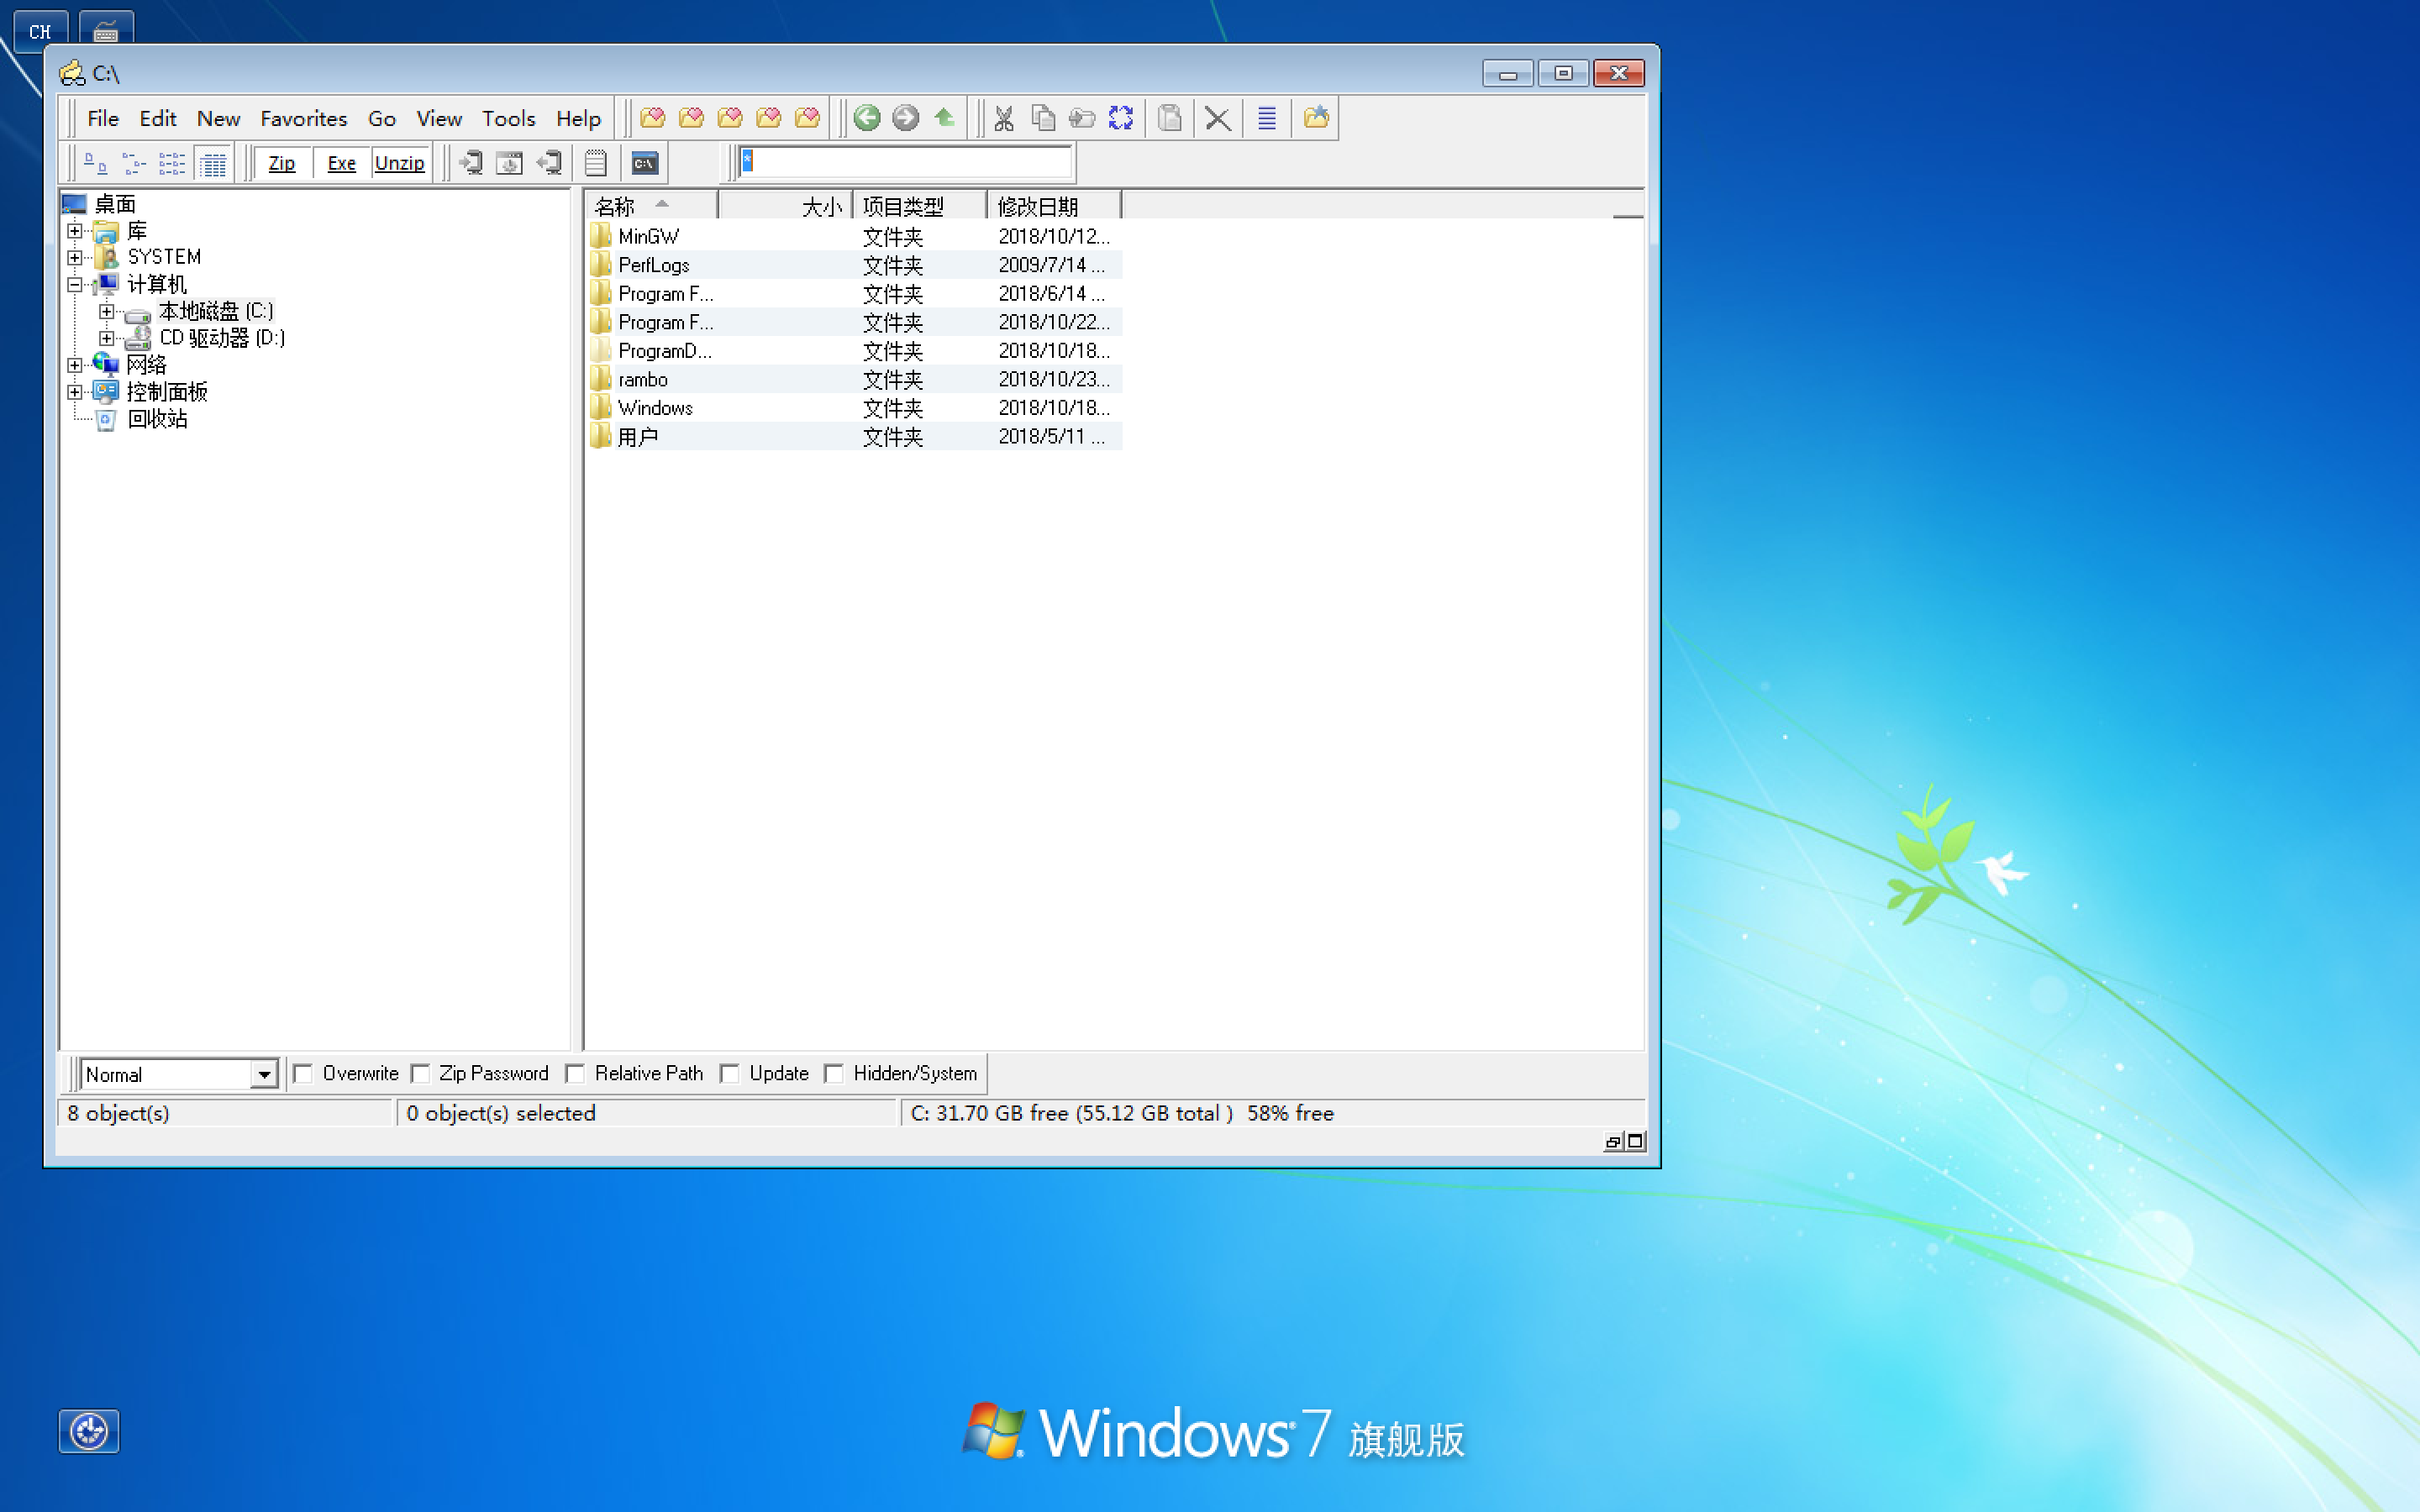 CH
C:\
File Edit New Favorites Go View Tools Help
Zip Exe Unzip C:\ *
桌面
库
SYSTEM
计算机
本地磁盘 (C:)
CD 驱动器 (D:)
网络
控制面板
回收站
名称 大小 项目类型 修改日期
MinGW 文件夹 2018/10/12...
PerfLogs 文件夹 2009/7/14 ...
Program F... 文件夹 2018/6/14 ...
Program F... 文件夹 2018/10/22...
ProgramD... 文件夹 2018/10/18...
rambo 文件夹 2018/10/23...
Windows 文件夹 2018/10/18...
用户 文件夹 2018/5/11 ...
Normal Overwrite Zip Password Relative Path Update Hidden/System
8 object(s) 0 object(s) selected C: 31.70 GB free (55.12 GB total ) 58% free
Windows 7 旗舰版